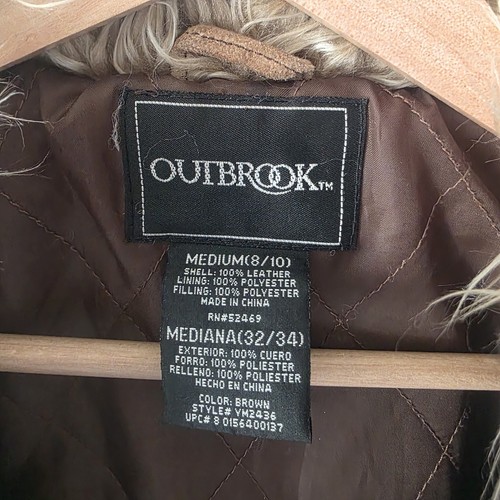 OUTBROOK™
MEDIUM(8/10)
SHELL: 100% LEATHER
LINING: 100% POLYESTER
FILLING: 100% POLYESTER
MADE IN CHINA
RN#52469
MEDIANA(32/34)
EXTERIOR: 100% CUERO
FORRO: 100% POLIESTER
RELLENO: 100% POLIESTER
HECHO EN CHINA
COLOR: BROWN
STYLE# YM2436
UPC# 8 0156400137